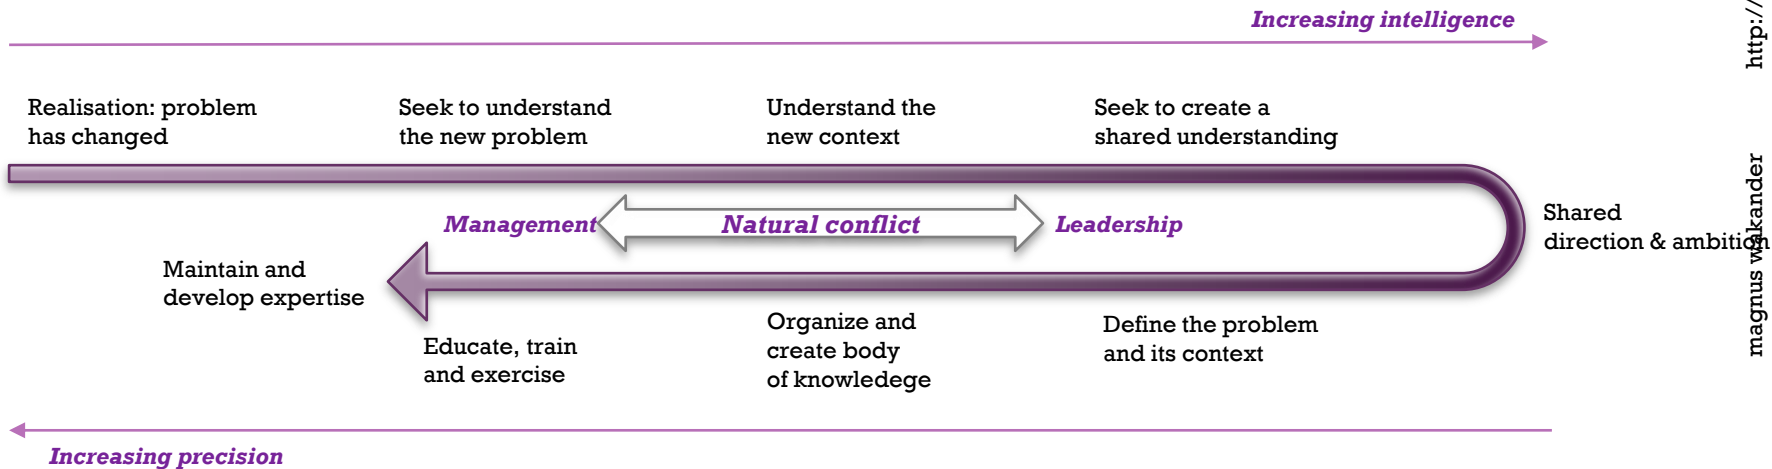 Increasing intelligence
http://
Realisation: problem
has changed
Seek to understand
the new problem
Understand the
new context
Seek to create a
shared understanding
magnus wakander
Management
Natural conflict
Leadership
Shared
direction & ambition
Maintain and
develop expertise
Educate, train
and exercise
Organize and
create body
of knowledege
Define the problem
and its context
Increasing precision